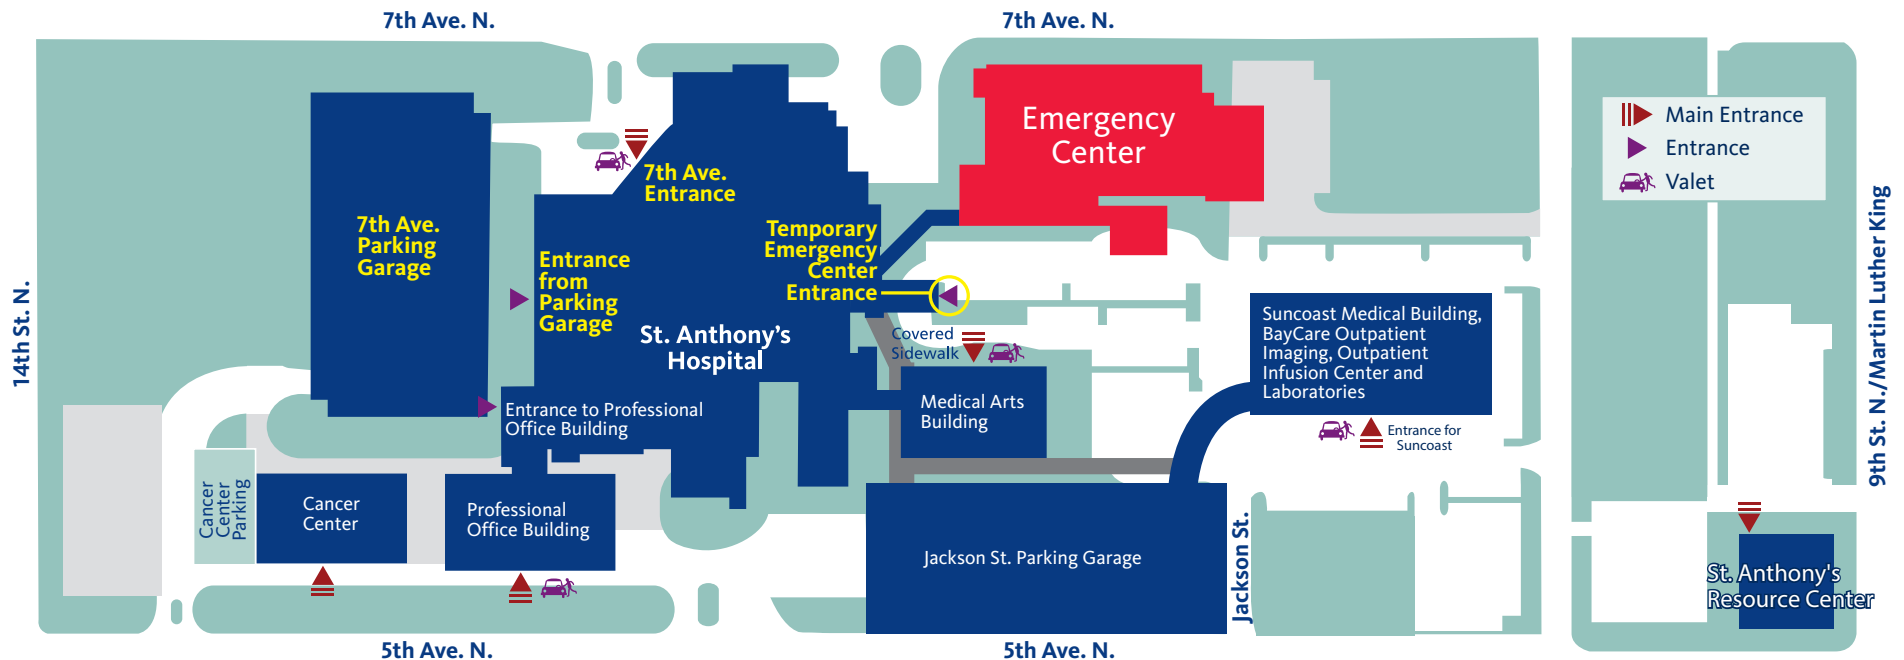 7th Ave. N.
7th Ave. N.
Emergency
Center
Main Entrance
Entrance
Valet
7th Ave.
Entrance
7th Ave.
Parking
Garage
Temporary
Emergency
Center
Entrance
Entrance
from
Parking
Garage
St. Anthony's
Hospital
14th St. N.
9th St. N./Martin Luther King
Covered
Sidewalk
Suncoast Medical Building,
BayCare Outpatient
Imaging, Outpatient
Infusion Center and
Laboratories
Medical Arts
Building
Entrance to Professional
Office Building
Entrance for
Suncoast
Cancer
Center
Parking
Cancer
Center
Professional
Office Building
Jackson St. Parking Garage
Jackson St.
St. Anthony's
Resource Center
5th Ave. N.
5th Ave. N.